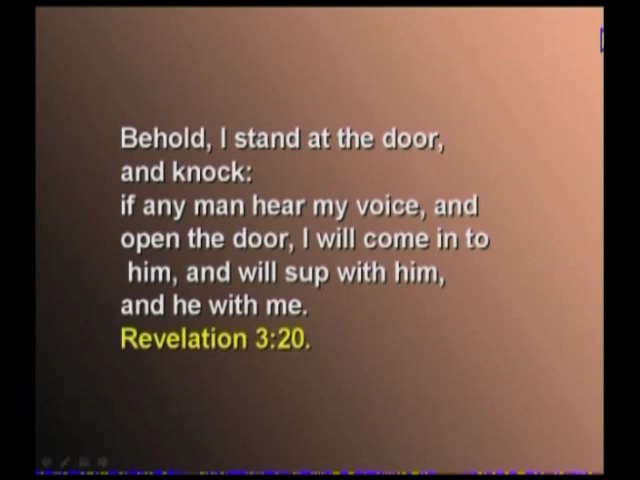 Behold, I stand at the door,
and knock:
if any man hear my voice, and
open the door, I will come in to
him, and will sup with him,
and he with me.
Revelation 3:20.